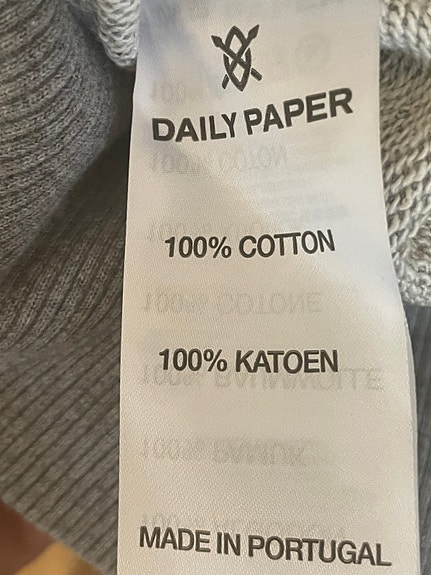 DAILY PAPER
100% COTTON
100% KATOEN
MADE IN PORTUGAL